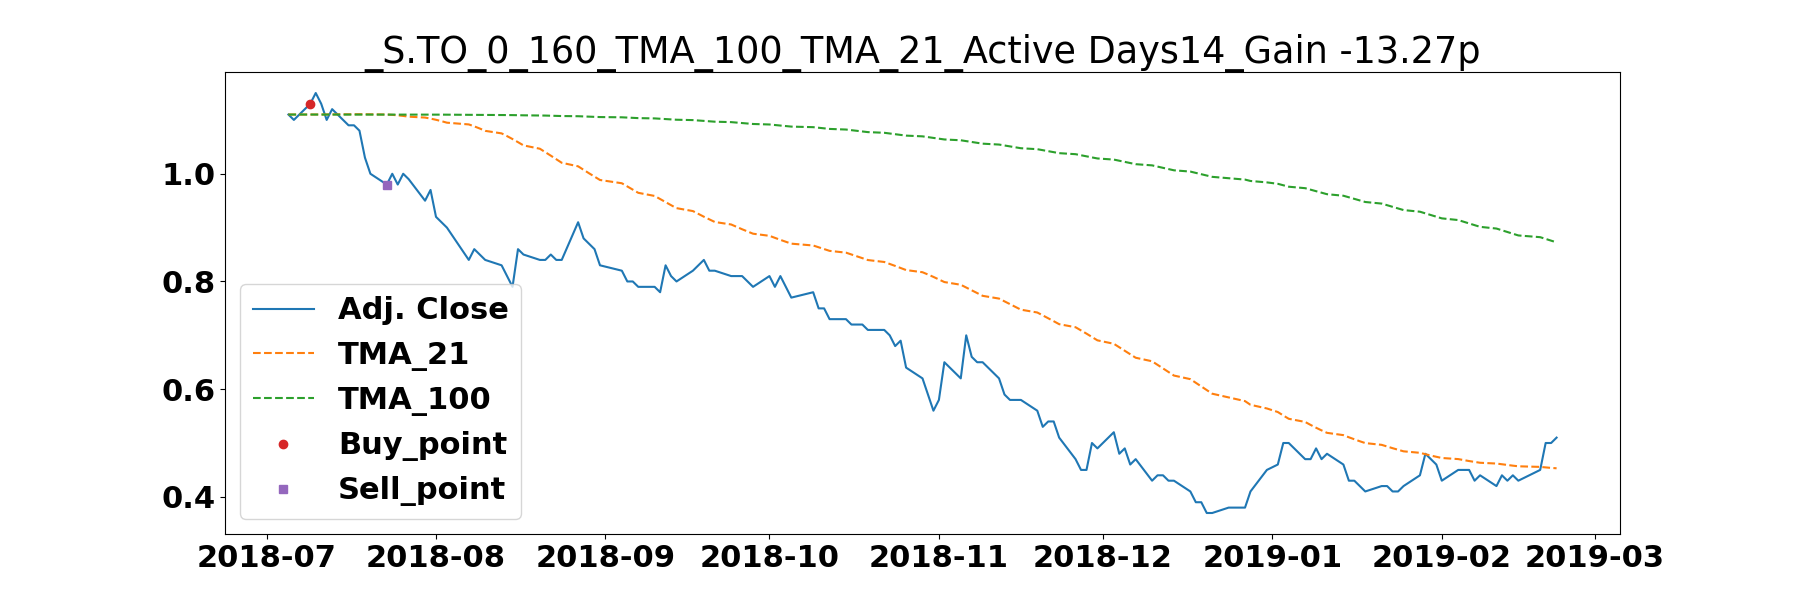 _S.TO_0_160_TMA_100_TMA_21_Active Days14_Gain -13.27p
1.0
0.8
0.6
0.4
Adj. Close
TMA_21
TMA_100
Buy_point
Sell_point
2018-07 2018-08 2018-09 2018-10 2018-11 2018-12 2019-01 2019-02 2019-03